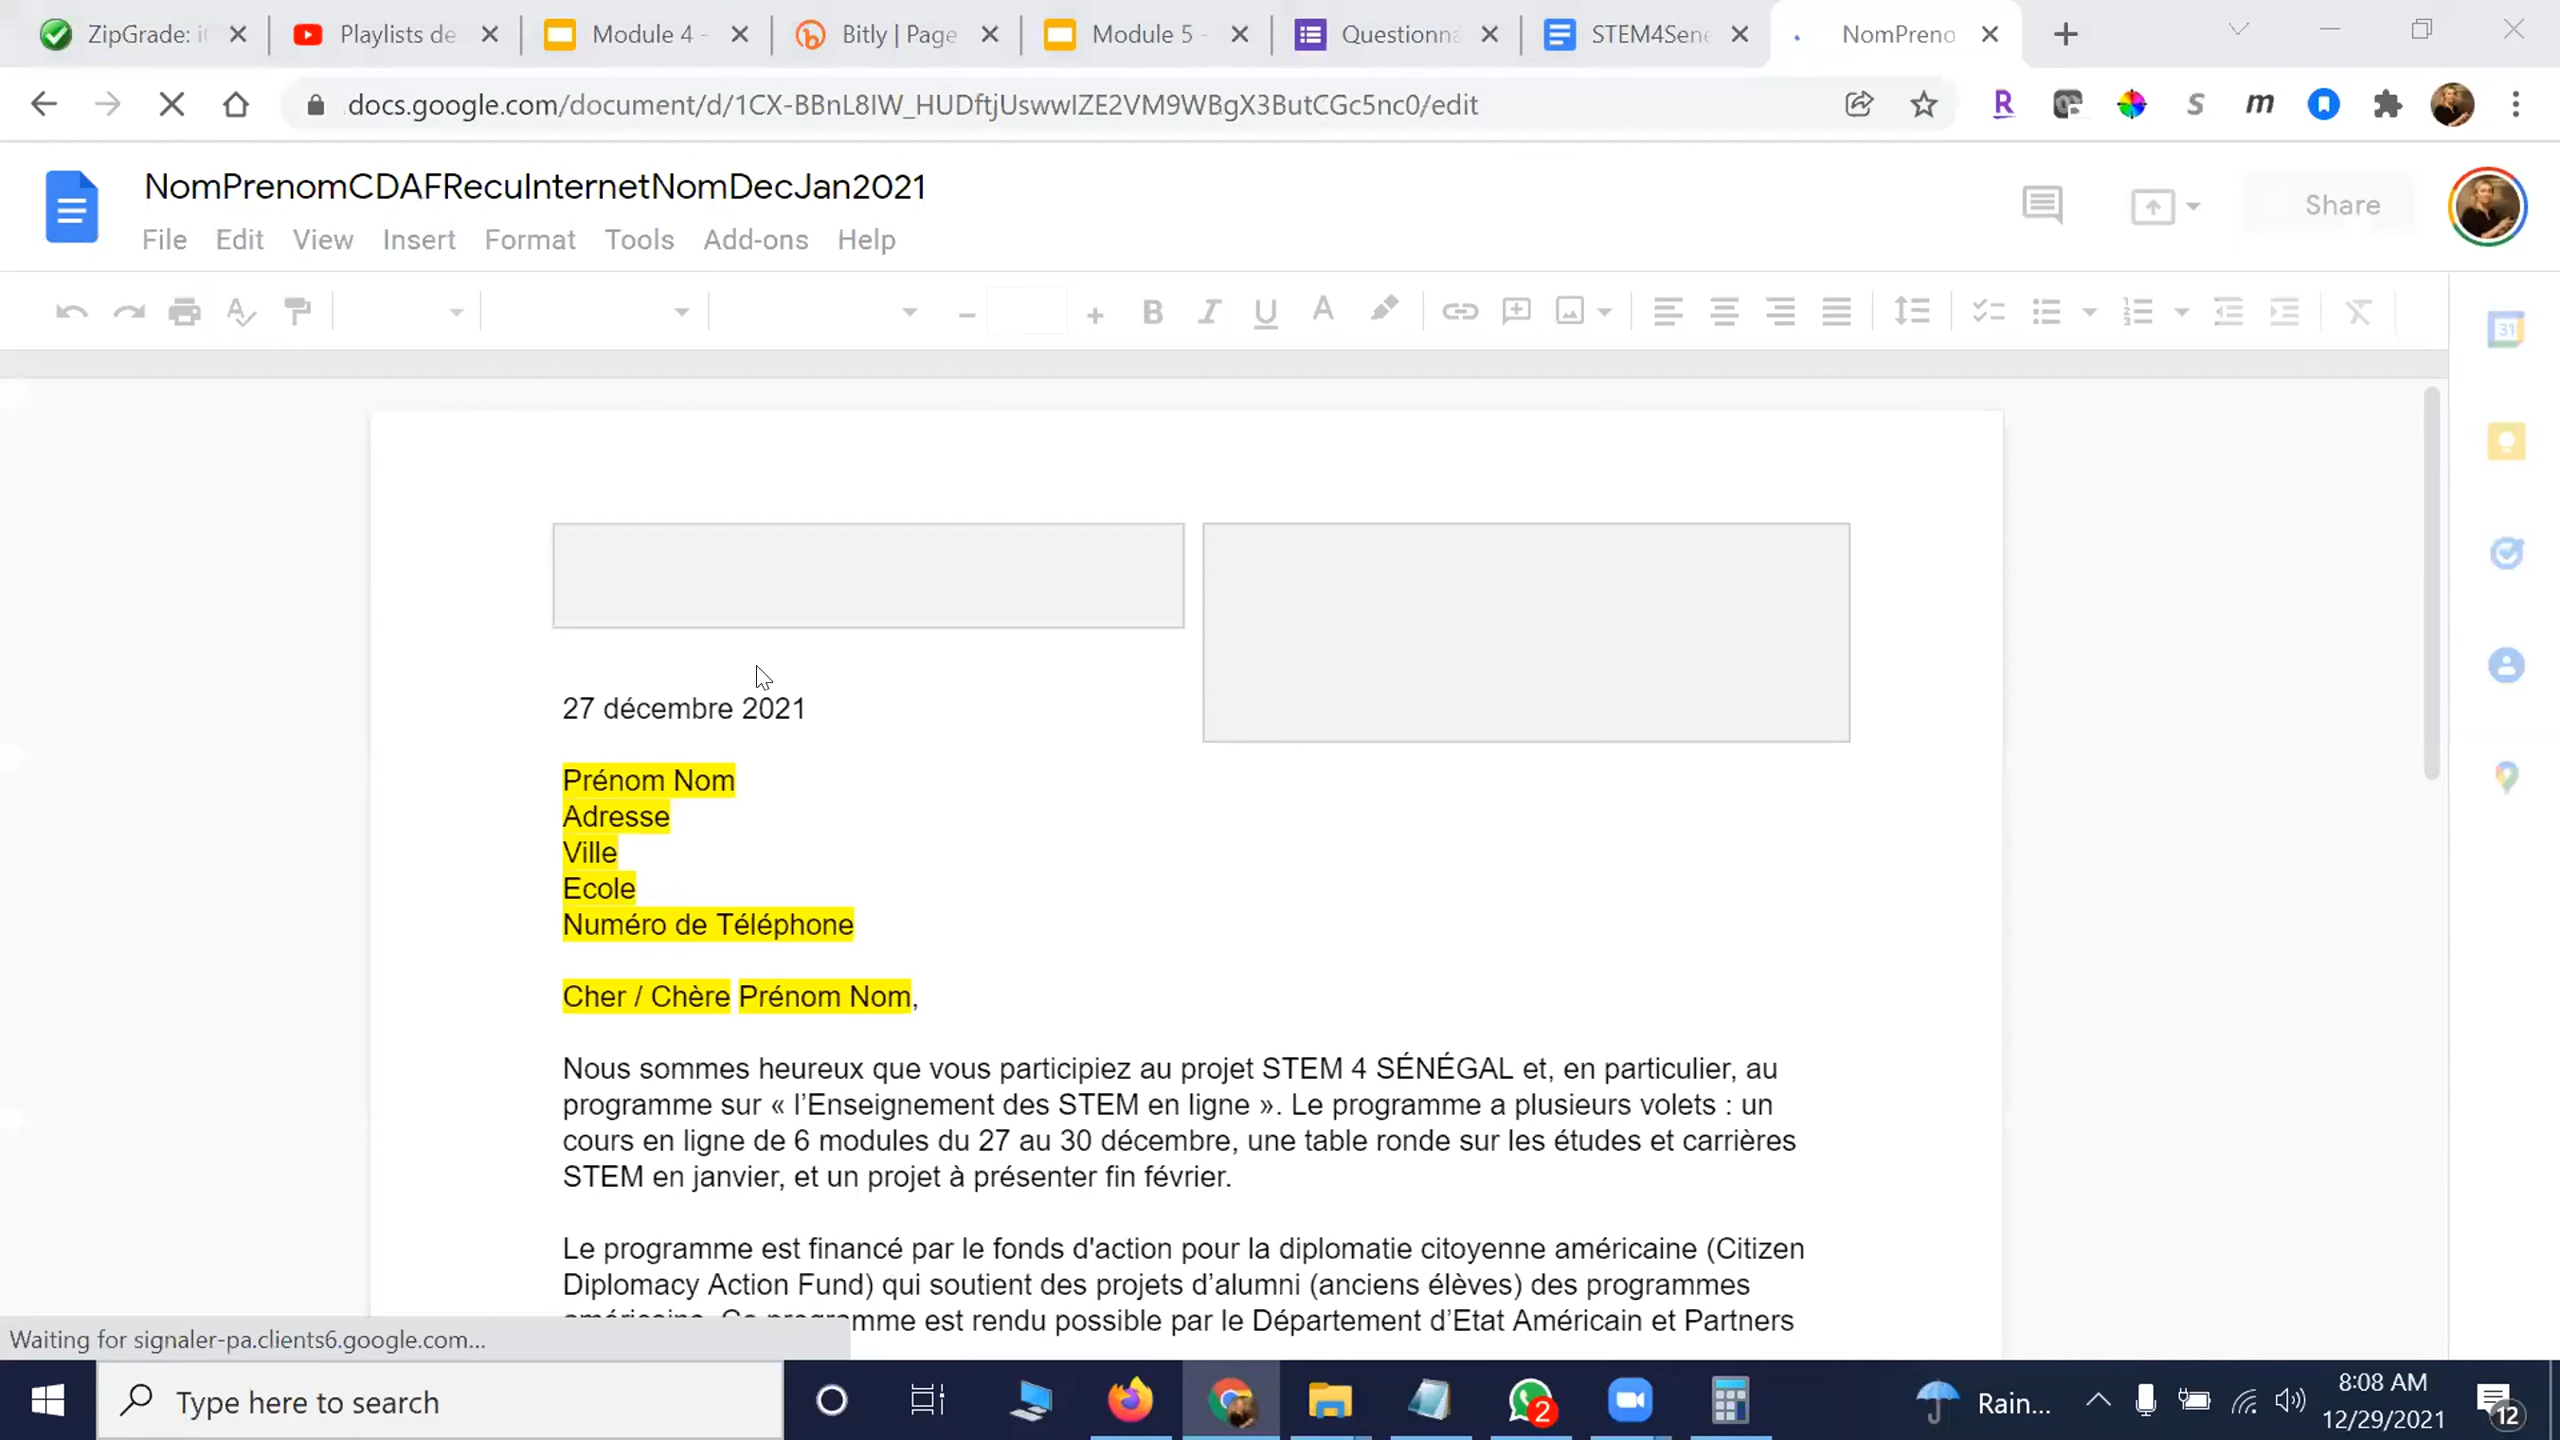 ZipGrade: i
Playlists de
Module 4 -
Bitly | Page
Module 5 -
Questionna
STEM4Sene
NomPreno
docs.google.com/document/d/1CX-BBnL8IW_HUDftjUswwIZE2VM9WBgX3ButCGc5nc0/edit
NomPrenomCDAFRecuInternetNomDecJan2021
File Edit View Insert Format Tools Add-ons Help
Share
27 décembre 2021
Prénom Nom
Adresse
Ville
Ecole
Numéro de Téléphone
Cher / Chère Prénom Nom,
Nous sommes heureux que vous participiez au projet STEM 4 SÉNÉGAL et, en particulier, au
programme sur « l’Enseignement des STEM en ligne ». Le programme a plusieurs volets : un
cours en ligne de 6 modules du 27 au 30 décembre, une table ronde sur les études et carrières
STEM en janvier, et un projet à présenter fin février.
Le programme est financé par le fonds d'action pour la diplomatie citoyenne américaine (Citizen
Diplomacy Action Fund) qui soutient des projets d’alumni (anciens élèves) des programmes
américains. Ce programme est rendu possible par le Département d’Etat Américain et Partners
Waiting for signaler-pa.clients6.google.com...
Type here to search
2
Rain...
8:08 AM
12/29/2021
12